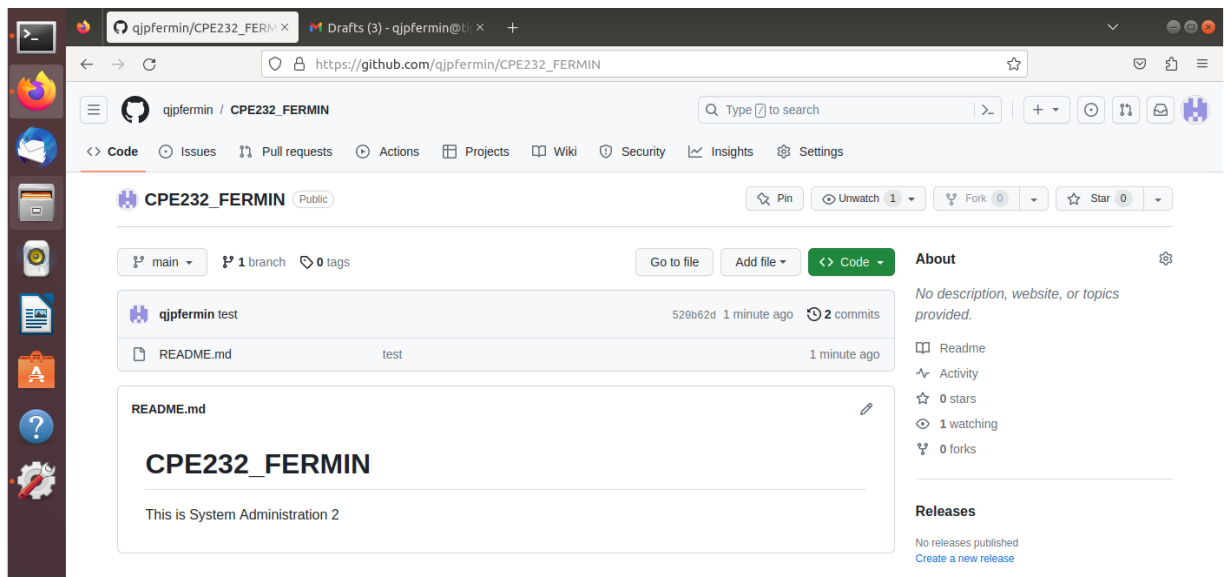 qjpfermin/CPE232_FERM
Drafts (3) - qjpfermin@ti
https://github.com/qjpfermin/CPE232_FERMIN
qjpfermin / CPE232_FERMIN
Type / to search
Code Issues Pull requests Actions Projects Wiki Security Insights Settings
CPE232_FERMIN Public
Pin Unwatch 1 Fork 0 Star 0
main 1 branch 0 tags
Go to file Add file Code
About
No description, website, or topics
provided.
qjpfermin test 520b62d 1 minute ago 2 commits
README.md test 1 minute ago
Readme
Activity
0 stars
1 watching
0 forks
README.md
CPE232_FERMIN
This is System Administration 2
Releases
No releases published
Create a new release